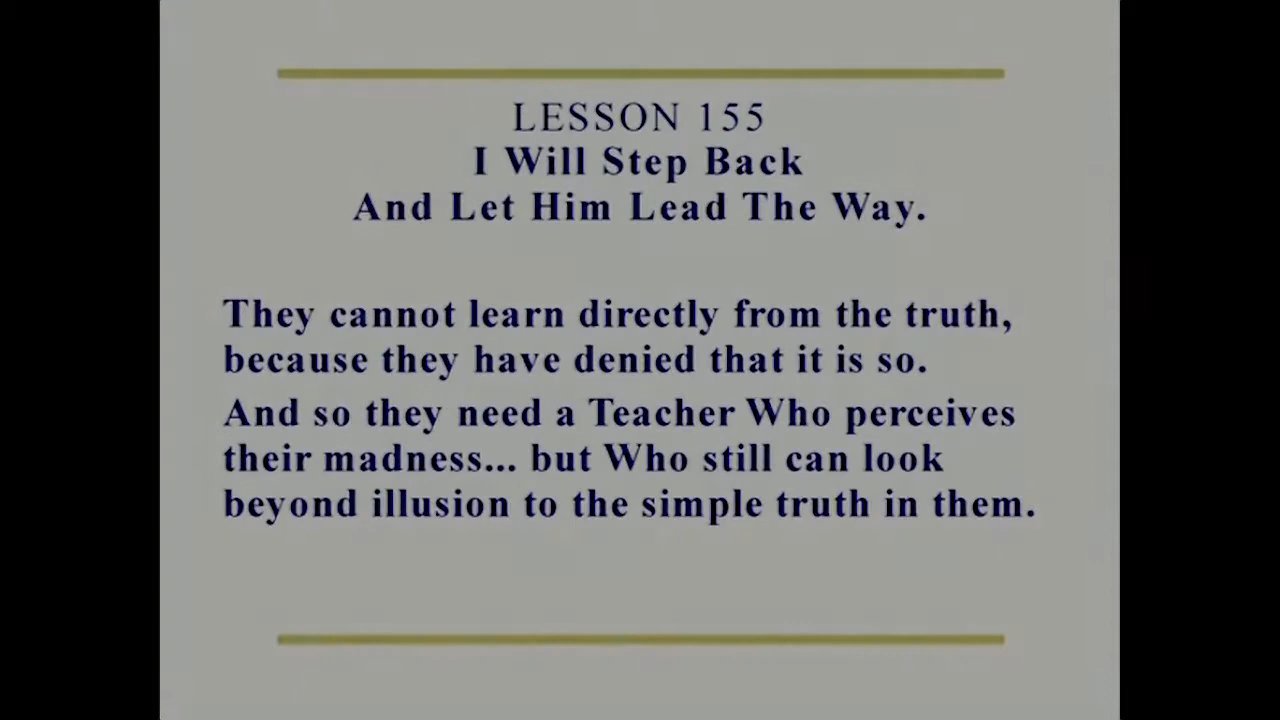 LESSON 155
I Will Step Back
And Let Him Lead The Way.
They cannot learn directly from the truth,
because they have denied that it is so.
And so they need a Teacher Who perceives
their madness... but Who still can look
beyond illusion to the simple truth in them.